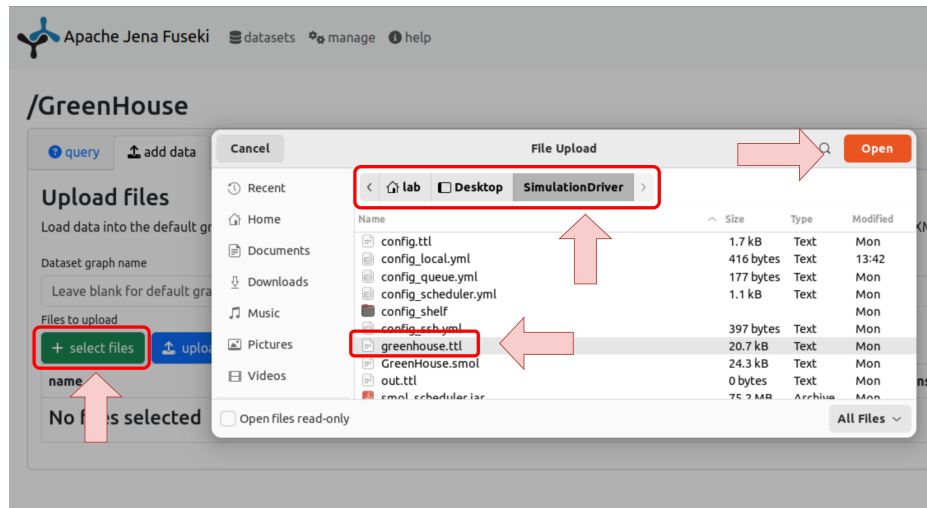 Apache Jena Fuseki datasets manage help
/GreenHouse
query add data
Upload files
Load data into the default gr
Dataset graph name
Leave blank for default gra
Files to upload
+ select files uploa
name
No files selected
Cancel File Upload Open
Recent
Home
Documents
Downloads
Music
Pictures
Videos
lab Desktop SimulationDriver
Name Size Type Modified
config.ttl 1.7 kB Text Mon
config_local.yml 416 bytes Text 13:42
config_queue.yml 177 bytes Text Mon
config_scheduler.yml 1.1 kB Text Mon
config_shelf Mon
config_ssh.yml 397 bytes Text Mon
greenhouse.ttl 20.7 kB Text Mon
GreenHouse.smol 24.3 kB Text Mon
out.ttl 0 bytes Text Mon
smol_scheduler.jar 75.2 MB Archive Mon
Open files read-only All Files